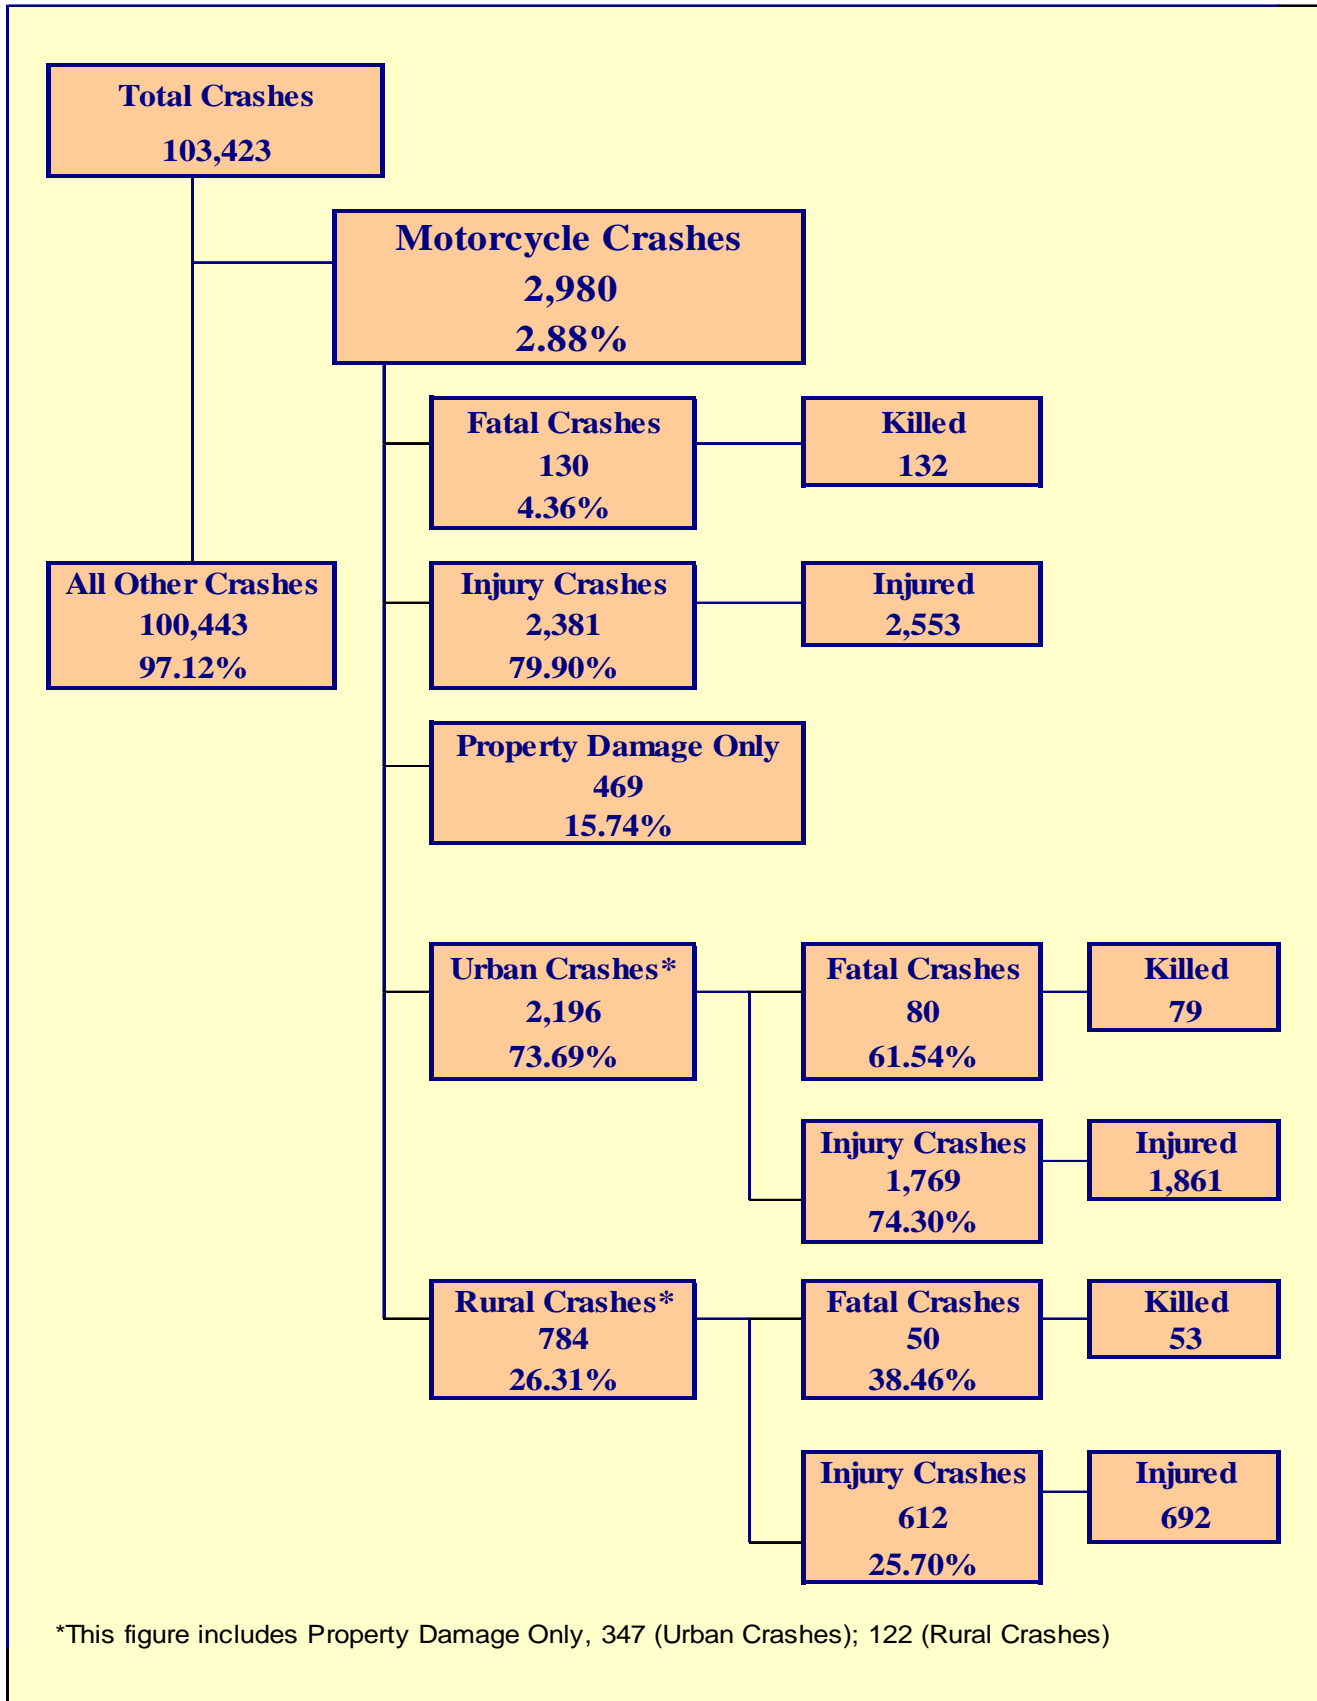 Total Crashes
103,423
Motorcycle Crashes
2,980
2.88%
Fatal Crashes
130
4.36%
Killed
132
All Other Crashes
100,443
97.12%
Injury Crashes
2,381
79.90%
Injured
2,553
Property Damage Only
469
15.74%
Urban Crashes*
2,196
73.69%
Fatal Crashes
80
61.54%
Killed
79
Injury Crashes
1,769
74.30%
Injured
1,861
Rural Crashes*
784
26.31%
Fatal Crashes
50
38.46%
Killed
53
Injury Crashes
612
25.70%
Injured
692
*This figure includes Property Damage Only, 347 (Urban Crashes); 122 (Rural Crashes)